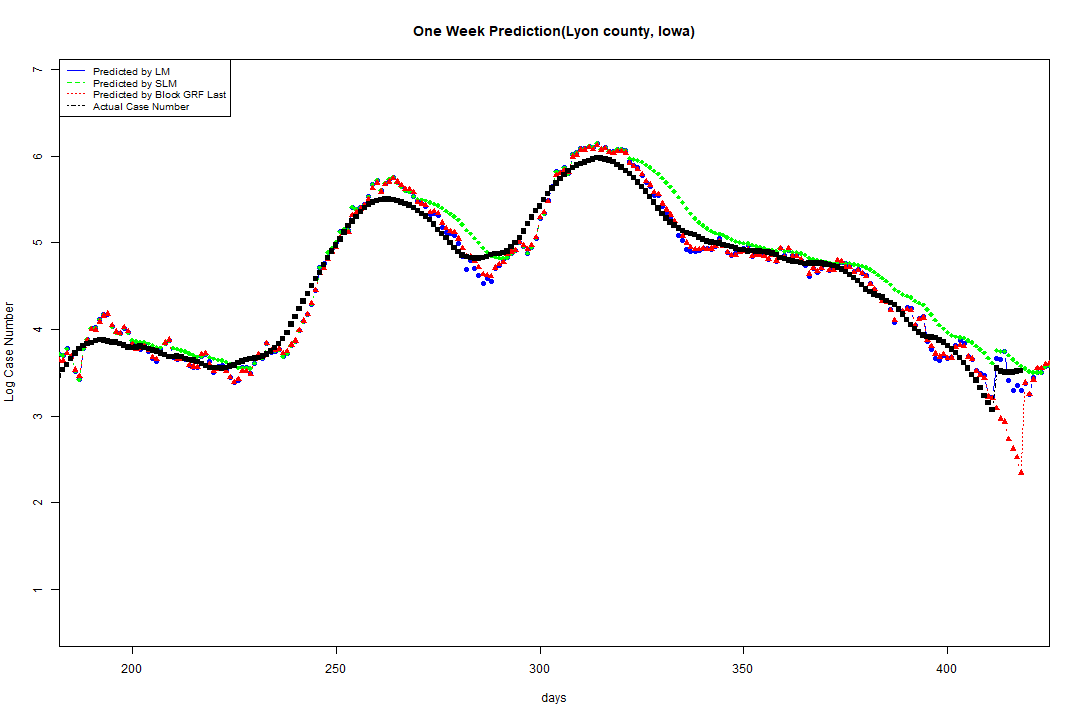 One Week Prediction(Lyon county, Iowa)
Predicted by LM
Predicted by SLM
Predicted by Block GRF Last
Actual Case Number
7
6
5
4
3
2
1
Log Case Number
200 250 300 350 400
days